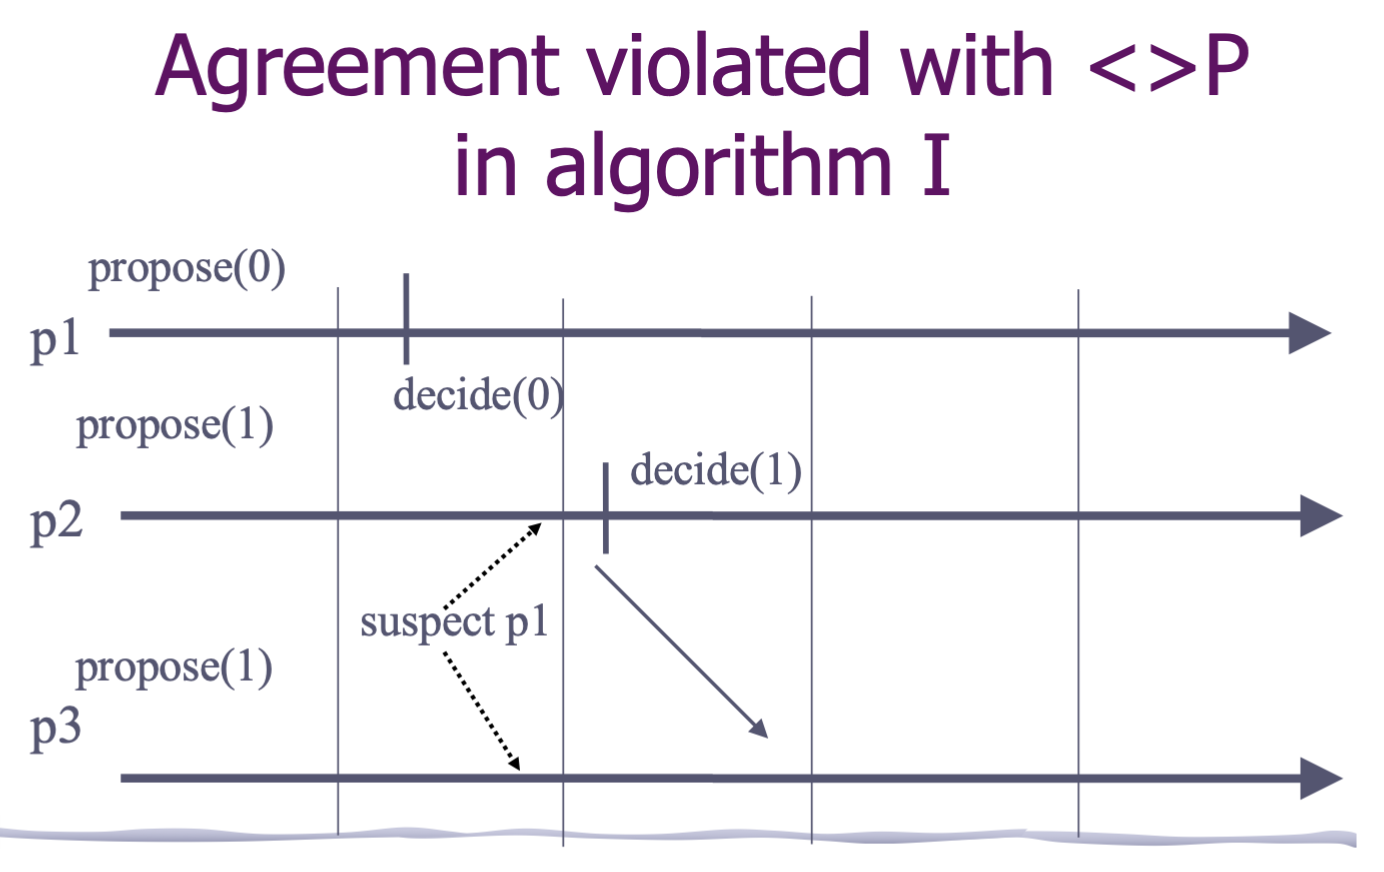 Agreement violated with <>P
in algorithm I
propose(0)
p1
decide(0)
propose(1)
decide(1)
p2
suspect p1
propose(1)
p3